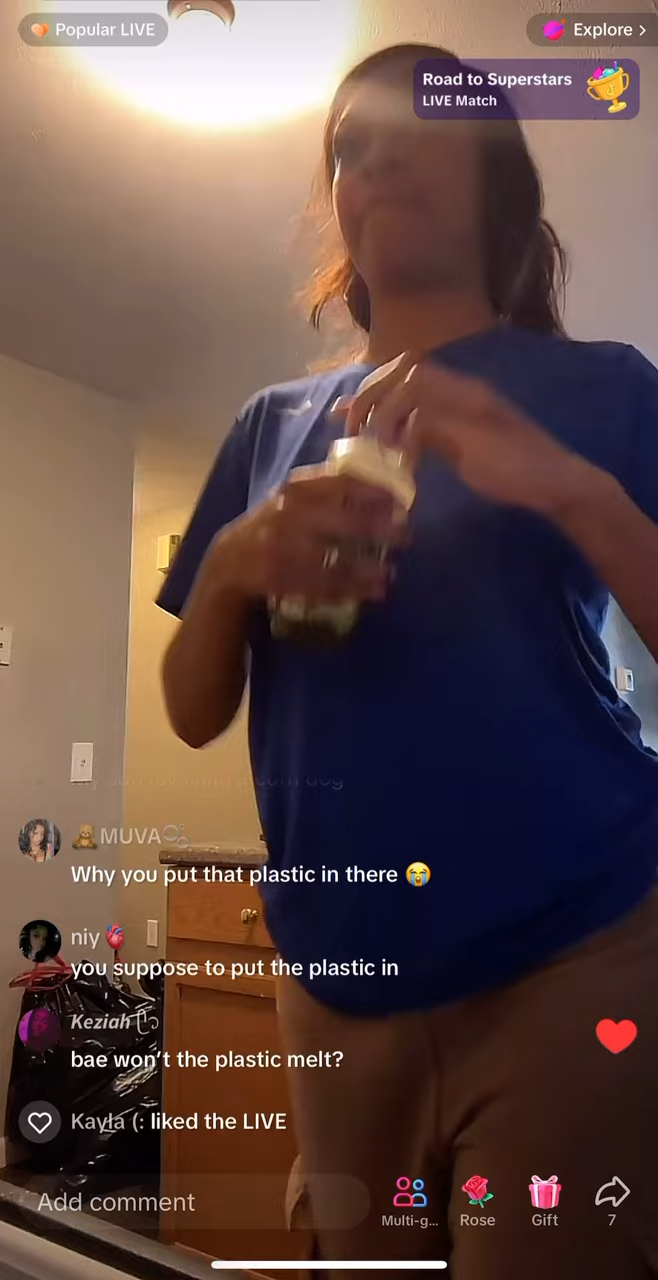 Popular LIVE
Explore >
Road to Superstars
LIVE Match
🧸MUVA
Why you put that plastic in there 😭
niy 🫀
you suppose to put the plastic in
Keziah
bae won't the plastic melt?
Kayla (: liked the LIVE
Add comment
Multi-g...
Rose
Gift
7